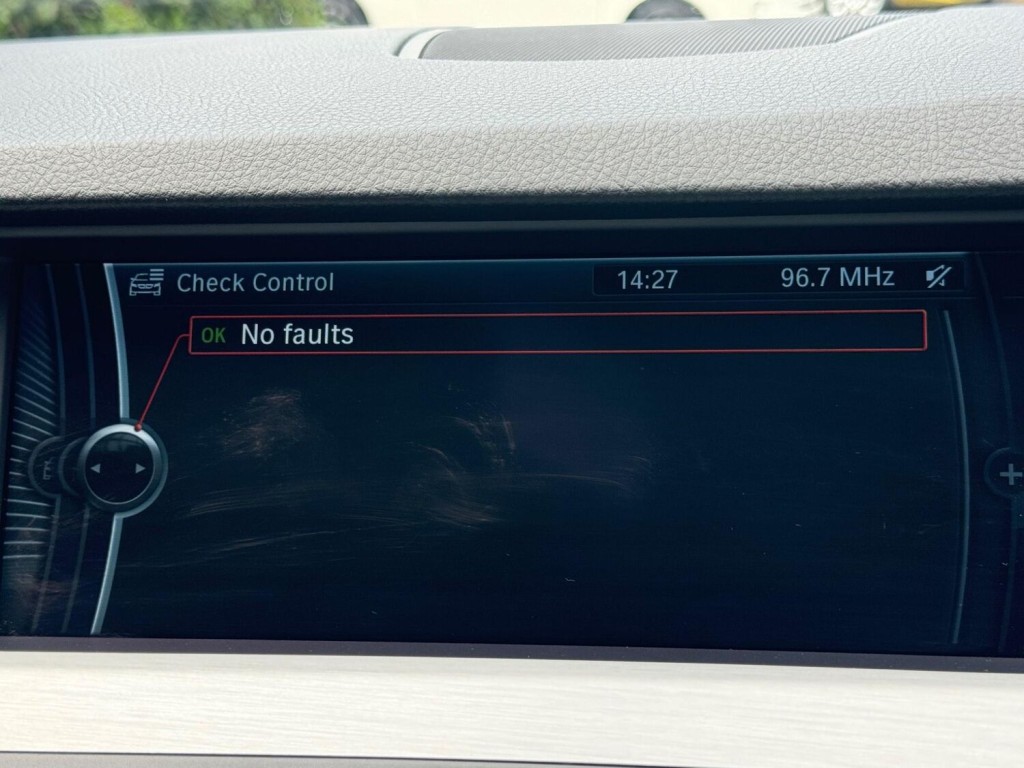 Check Control
14:27
96.7 MHz
OK No faults